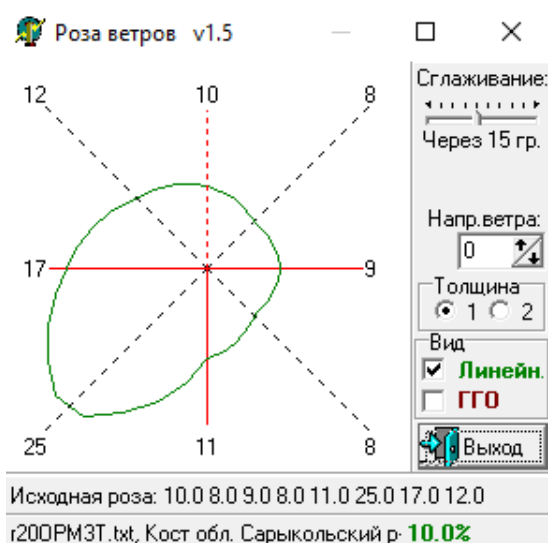 Роза ветров v1.5
Сглаживание:
Через 15 гр.
12 10 8
Напр.ветра:
0
17 9
Толщина
1 2
Вид
Линейн.
ГГО
25 11 8
Выход
Исходная роза: 10.0 8.0 9.0 8.0 11.0 25.0 17.0 12.0
r20ОРМЗТ.txt, Кост обл. Сарыкольский р- 10.0%